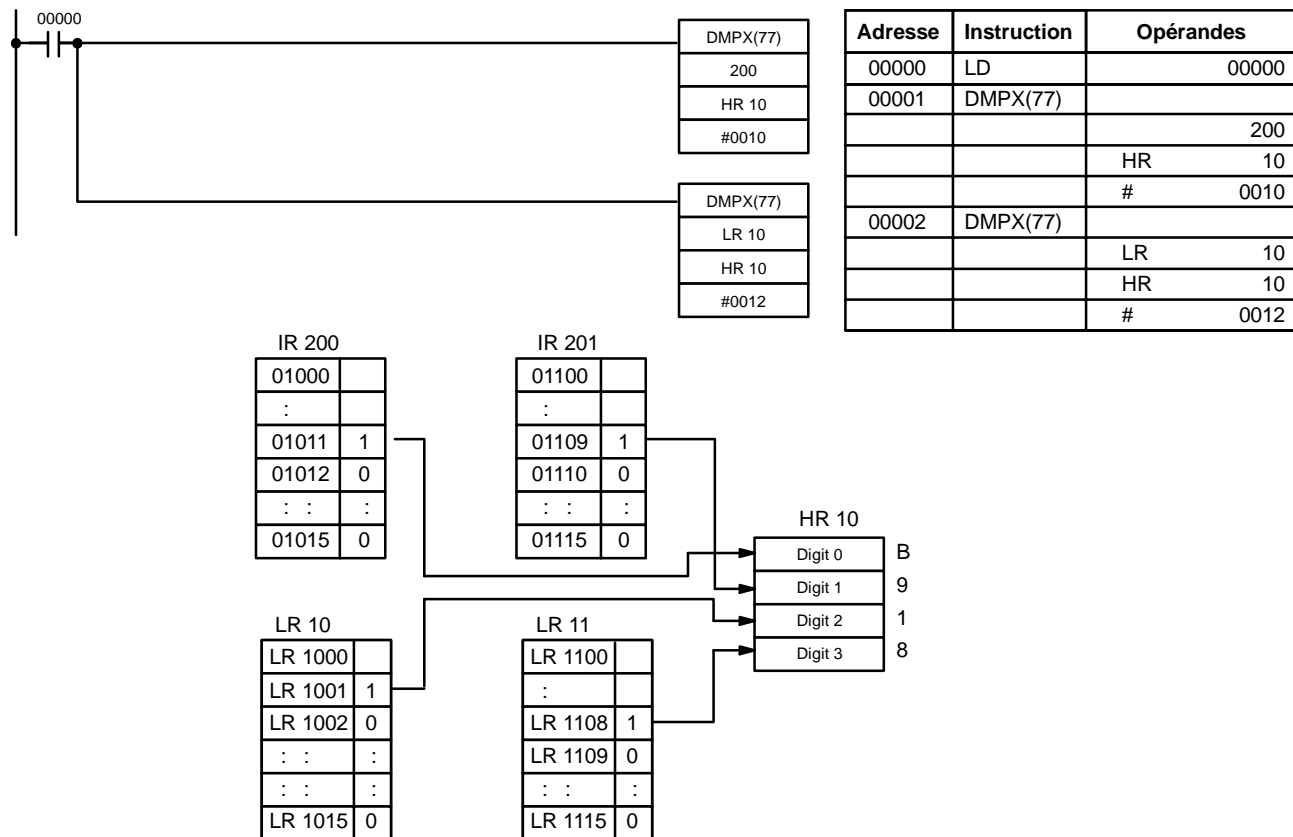 00000
DMPX(77)
200
HR 10
#0010
DMPX(77)
LR 10
HR 10
#0012
Adresse Instruction Opérandes
00000 LD 00000
00001 DMPX(77)
200
HR 10
# 0010
00002 DMPX(77)
LR 10
HR 10
# 0012
IR 200
01000
:
01011 1
01012 0
: : :
01015 0
IR 201
01100
:
01109 1
01110 0
: : :
01115 0
HR 10
Digit 0 B
Digit 1 9
Digit 2 1
Digit 3 8
LR 10
LR 1000
LR 1001 1
LR 1002 0
: : :
: : :
LR 1015 0
LR 11
LR 1100
:
LR 1108 1
LR 1109 0
: : :
LR 1115 0